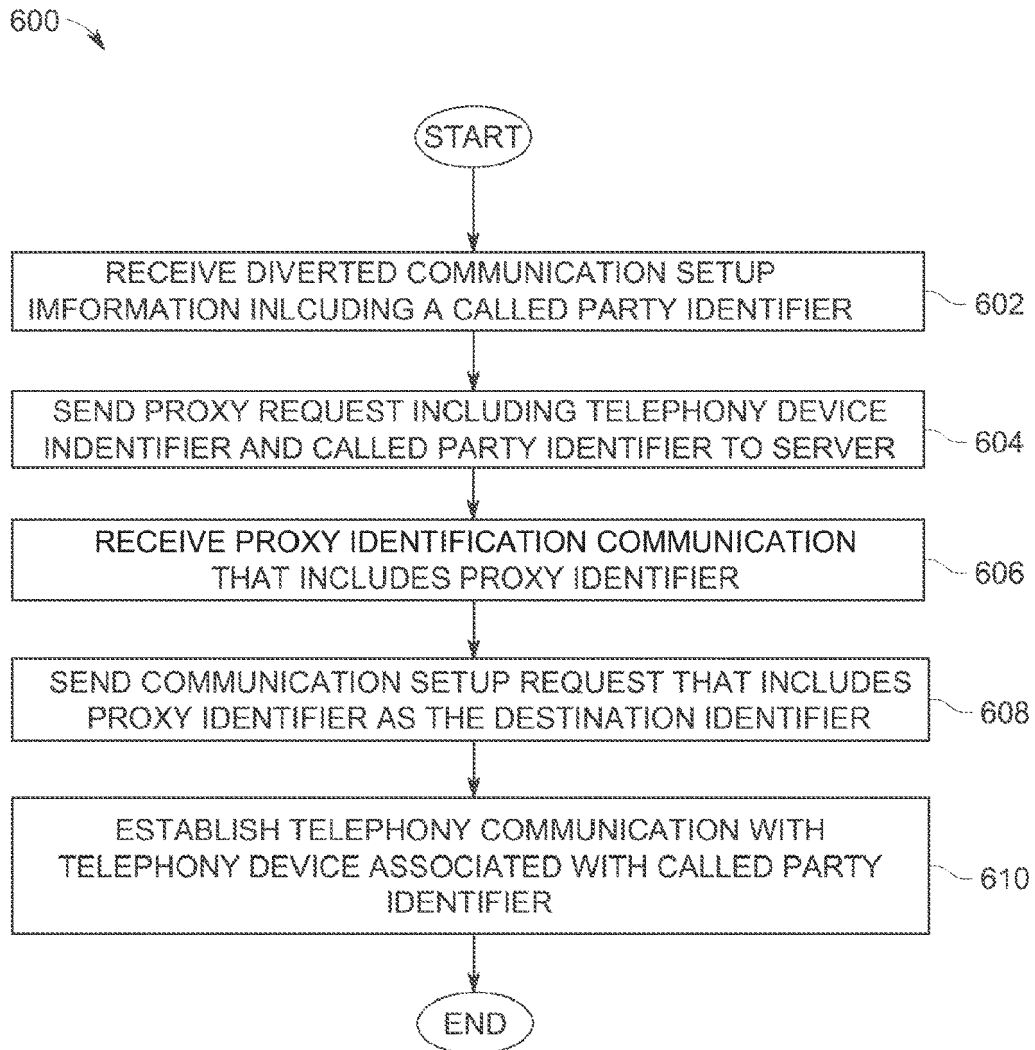 600
START
RECEIVE DIVERTED COMMUNICATION SETUP
IMFORMATION INLCUDING A CALLED PARTY IDENTIFIER
602
SEND PROXY REQUEST INCLUDING TELEPHONY DEVICE
INDENTIFIER AND CALLED PARTY IDENTIFIER TO SERVER
604
RECEIVE PROXY IDENTIFICATION COMMUNICATION
THAT INCLUDES PROXY IDENTIFIER
606
SEND COMMUNICATION SETUP REQUEST THAT INCLUDES
PROXY IDENTIFIER AS THE DESTINATION IDENTIFIER
608
ESTABLISH TELEPHONY COMMUNICATION WITH
TELEPHONY DEVICE ASSOCIATED WITH CALLED PARTY
IDENTIFIER
610
END